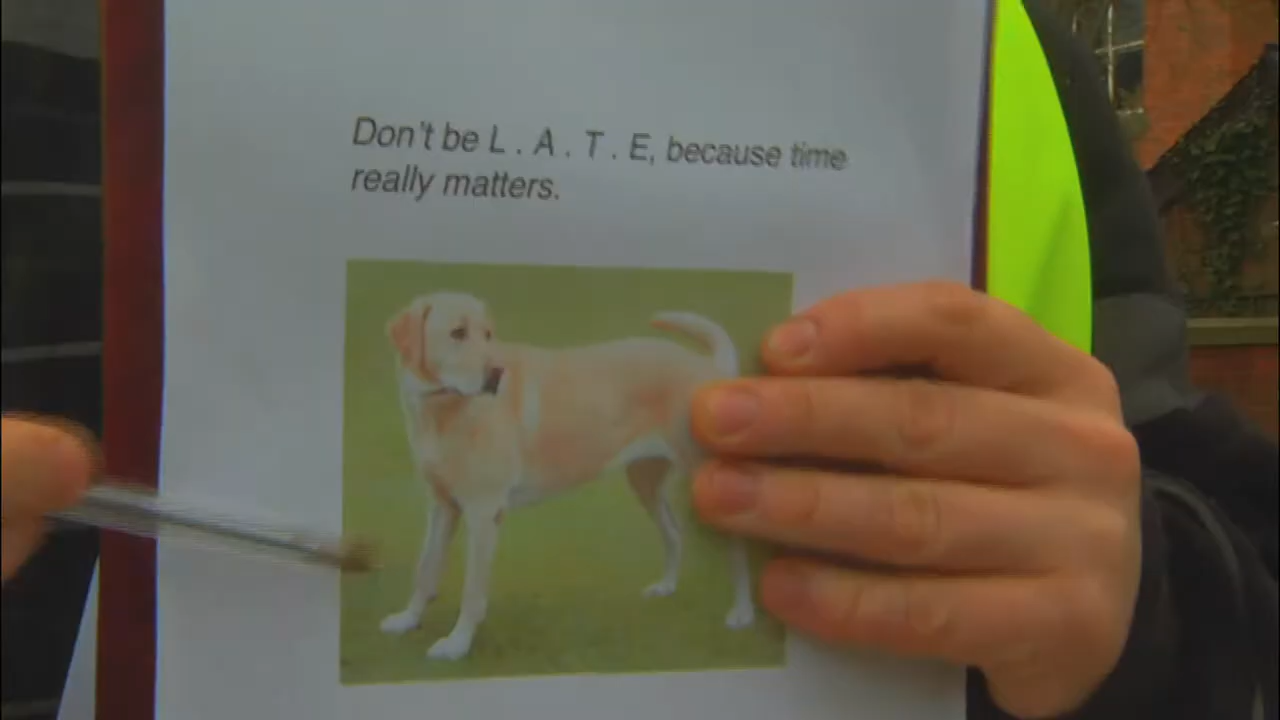 Don't be L . A . T . E, because time
really matters.